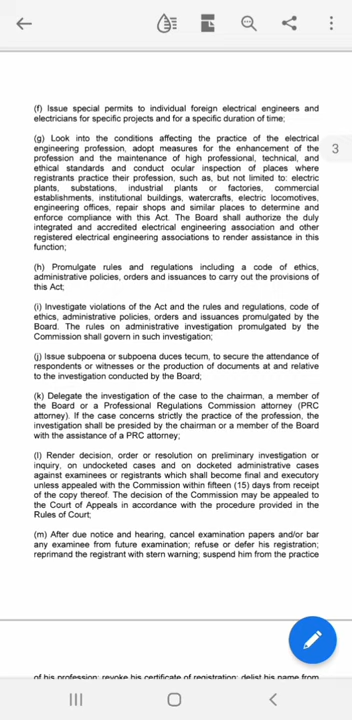 (f) Issue special permits to individual foreign electrical engineers and
electricians for specific projects and for a specific duration of time;
(g) Look into the conditions affecting the practice of the electrical
engineering profession, adopt measures for the enhancement of the
profession and the maintenance of high professional, technical, and
ethical standards and conduct ocular inspection of places where
registrants practice their profession, such as, but not limited to: electric
plants, substations, industrial plants or factories, commercial
establishments, institutional buildings, watercrafts, electric locomotives,
engineering offices, repair shops and similar places to determine and
enforce compliance with this Act. The Board shall authorize the duly
integrated and accredited electrical engineering association and other
registered electrical engineering associations to render assistance in this
function;
3
(h) Promulgate rules and regulations including a code of ethics,
administrative policies, orders and issuances to carry out the provisions of
this Act;
(i) Investigate violations of the Act and the rules and regulations, code of
ethics, administrative policies, orders and issuances promulgated by the
Board. The rules on administrative investigation promulgated by the
Commission shall govern in such investigation;
(j) Issue subpoena or subpoena duces tecum, to secure the attendance of
respondents or witnesses or the production of documents at and relative
to the investigation conducted by the Board;
(k) Delegate the investigation of the case to the chairman, a member of
the Board or a Professional Regulations Commission attorney (PRC
attorney). If the case concerns strictly the practice of the profession, the
investigation shall be presided by the chairman or a member of the Board
with the assistance of a PRC attorney;
(l) Render decision, order or resolution on preliminary investigation or
inquiry, on undocketed cases and on docketed administrative cases
against examinees or registrants which shall become final and executory
unless appealed with the Commission within fifteen (15) days from receipt
of the copy thereof. The decision of the Commission may be appealed to
the Court of Appeals in accordance with the procedure provided in the
Rules of Court;
(m) After due notice and hearing, cancel examination papers and/or bar
any examinee from future examination; refuse or defer his registration;
reprimand the registrant with stern warning; suspend him from the practice
of his profession; revoke his certificate of registration; delist his name from